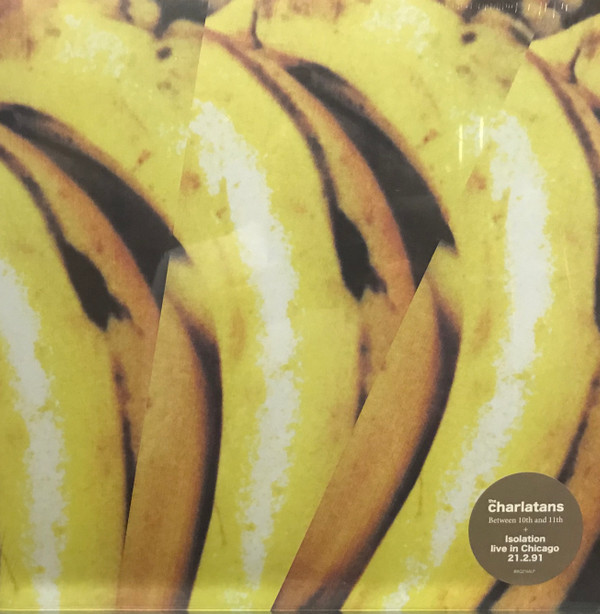 the
charlatans
Between 10th and 11th
+
Isolation
live in Chicago
21.2.91